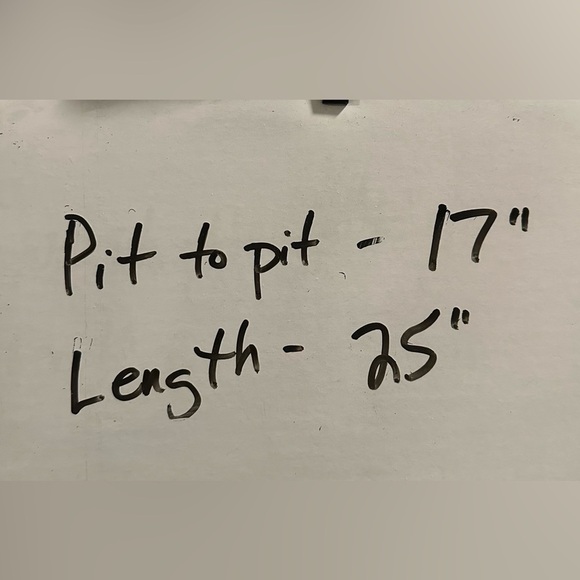 Pit to pit - 17"
Length - 25"